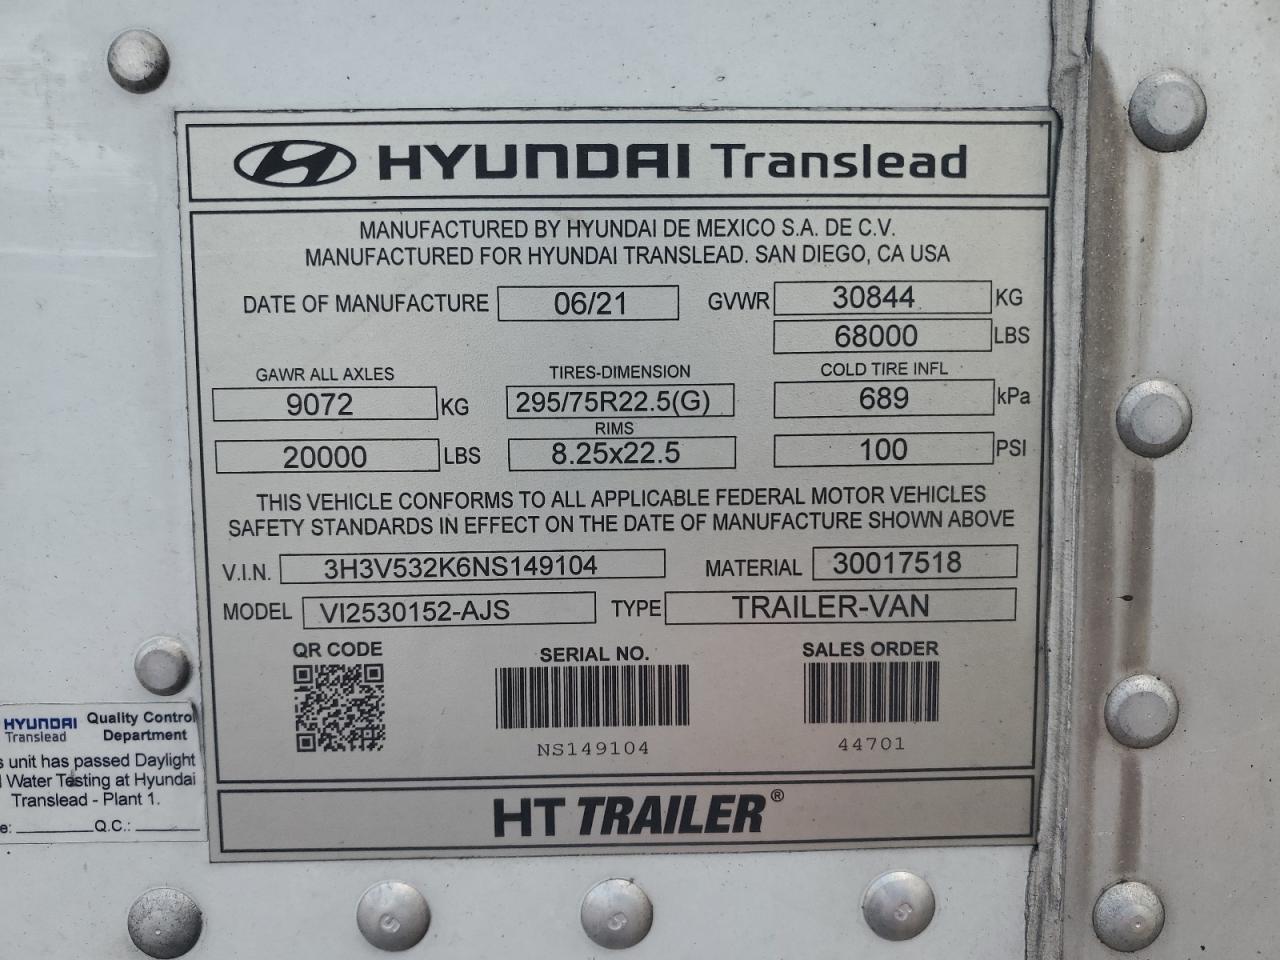 HYUNDAI Translead
MANUFACTURED BY HYUNDAI DE MEXICO S.A. DE C.V.
MANUFACTURED FOR HYUNDAI TRANSLEAD. SAN DIEGO, CA USA
DATE OF MANUFACTURE 06/21 GVWR 30844 KG
68000 LBS
GAWR ALL AXLES TIRES-DIMENSION COLD TIRE INFL
9072 KG 295/75R22.5(G) 689 kPa
RIMS
20000 LBS 8.25x22.5 100 PSI
THIS VEHICLE CONFORMS TO ALL APPLICABLE FEDERAL MOTOR VEHICLES
SAFETY STANDARDS IN EFFECT ON THE DATE OF MANUFACTURE SHOWN ABOVE
V.I.N. 3H3V532K6NS149104 MATERIAL 30017518
MODEL VI2530152-AJS TYPE TRAILER-VAN
QR CODE SERIAL NO. SALES ORDER
NS149104 44701
HT TRAILER®
HYUNDAI Translead Quality Control Department
unit has passed Daylight
Water Testing at Hyundai
Translead - Plant 1.
Q.C.: